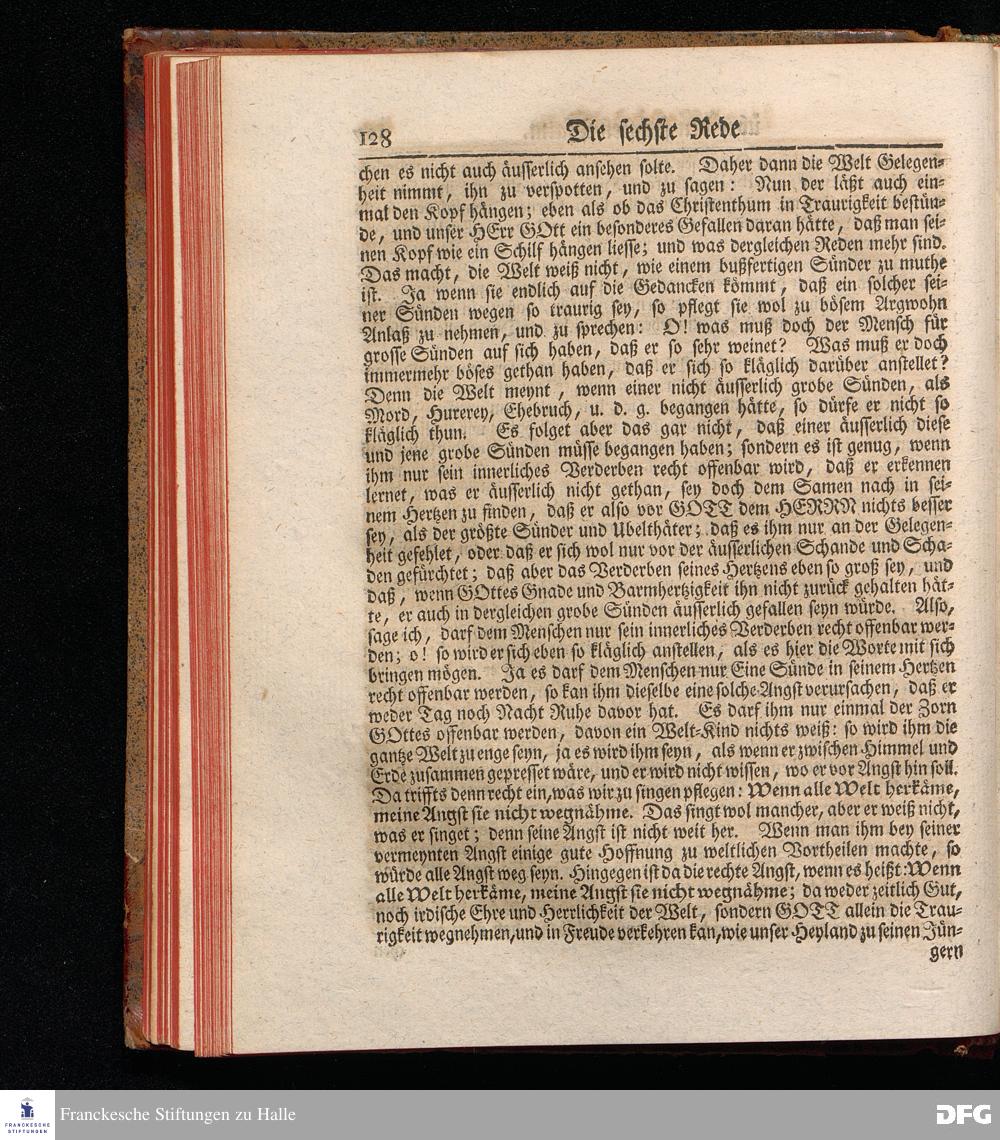 128 Die sechste Rede
chen es nicht auch äusserlich ansehen solte. Daher dann die Welt Gelegen-
heit nimmt, ihn zu verspotten, und zu sagen: Nun der läßt auch ein-
mal den Kopf hängen; eben als ob das Christenthum in Traurigkeit bestün-
de, und unser HErr GOtt ein besonderes Gefallen daran hätte, daß man sei-
nen Kopf wie ein Schilf hängen liesse; und was dergleichen Reden mehr sind.
Das macht, die Welt weiß nicht, wie einem bußfertigen Sünder zu muthe
ist. Ja wenn sie endlich auf die Gedancken kömmt, daß ein solcher sei-
ner Sünden wegen so traurig sey, so pflegt sie wol zu bösem Argwohn
Anlaß zu nehmen, und zu sprechen: O! was muß doch der Mensch für
grosse Sünden auf sich haben, daß er so sehr weinet? Was muß er doch
immermehr böses gethan haben, daß er sich so kläglich darüber anstellet?
Denn die Welt meynt, wenn einer nicht äusserlich grobe Sünden, als
Mord, Hurerey, Ehebruch, u. d. g. begangen hätte, so dürfe er nicht so
kläglich thun. Es folget aber das gar nicht, daß einer äusserlich diese
und jene grobe Sünden müsse begangen haben; sondern es ist genug, wenn
ihm nur sein innerliches Verderben recht offenbar wird, daß er erkennen
lernet, was er äusserlich nicht gethan, sey doch dem Samen nach in sei-
nem Hertzen zu finden, daß er also vor GOTT dem HERRN nichts besser
sey, als der größte Sünder und Ubelthäter; daß es ihm nur an der Gelegen-
heit gefehlet, oder daß er sich wol nur vor der äusserlichen Schande und Scha-
den gefürchtet; daß aber das Verderben seines Hertzens eben so groß sey, und
daß, wenn GOttes Gnade und Barmhertzigkeit ihn nicht zurück gehalten hät-
te, er auch in dergleichen grobe Sünden äusserlich gefallen seyn würde. Also,
sage ich, darf dem Menschen nur sein innerliches Verderben recht offenbar wer-
den; o! so wird er sich eben so kläglich anstellen, als es hier die Worte mit sich
bringen mögen. Ja es darf dem Menschen nur Eine Sünde in seinem Hertzen
recht offenbar werden, so kan ihm dieselbe eine solche Angst verursachen, daß er
weder Tag noch Nacht Ruhe davor hat. Es darf ihm nur einmal der Zorn
GOttes offenbar werden, davon ein Welt-Kind nichts weiß: so wird ihm die
gantze Welt zu enge seyn, ja es wird ihm seyn, als wenn er zwischen Himmel und
Erde zusammen gepresset wäre, und er wird nicht wissen, wo er vor Angst hin soll.
Da triffts denn recht ein, was wir zu singen pflegen: Wenn alle Welt herkäme,
meine Angst sie nicht wegnähme. Das singt wol mancher, aber er weiß nicht,
was er singet; denn seine Angst ist nicht weit her. Wenn man ihm bey seiner
vermeynten Angst einige gute Hoffnung zu weltlichen Vortheilen machte, so
würde alle Angst weg seyn. Hingegen ist da die rechte Angst, wenn es heißt: Wenn
alle Welt herkäme, meine Angst sie nicht wegnähme; da weder zeitlich Gut,
noch irdische Ehre und Herrlichkeit der Welt, sondern GOTT allein die Trau-
rigkeit wegnehmen, und in Freude verkehren kan, wie unser Heyland zu seinen Jün-
gern
FRANCKESCHE
STIFTUNGEN
Franckesche Stiftungen zu Halle
DFG